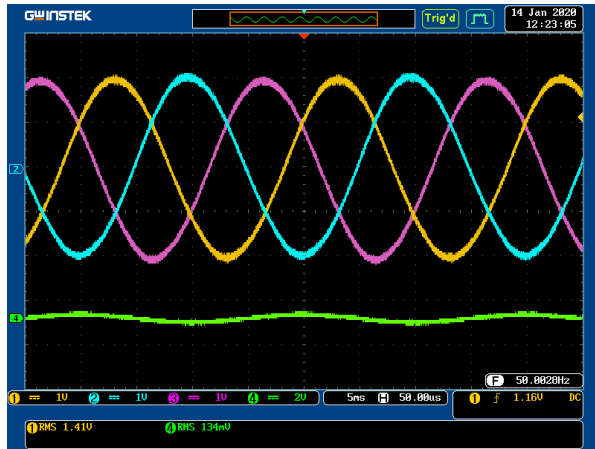 GWINSTEK
Trig'd
14 Jan 2020
12:23:05
2
4
F 50.0028Hz
1 1V 2 1V 3 1V 4 2V 5ms H 50.00us 1 1.16V DC
1 RMS 1.41V 4 RMS 134mV